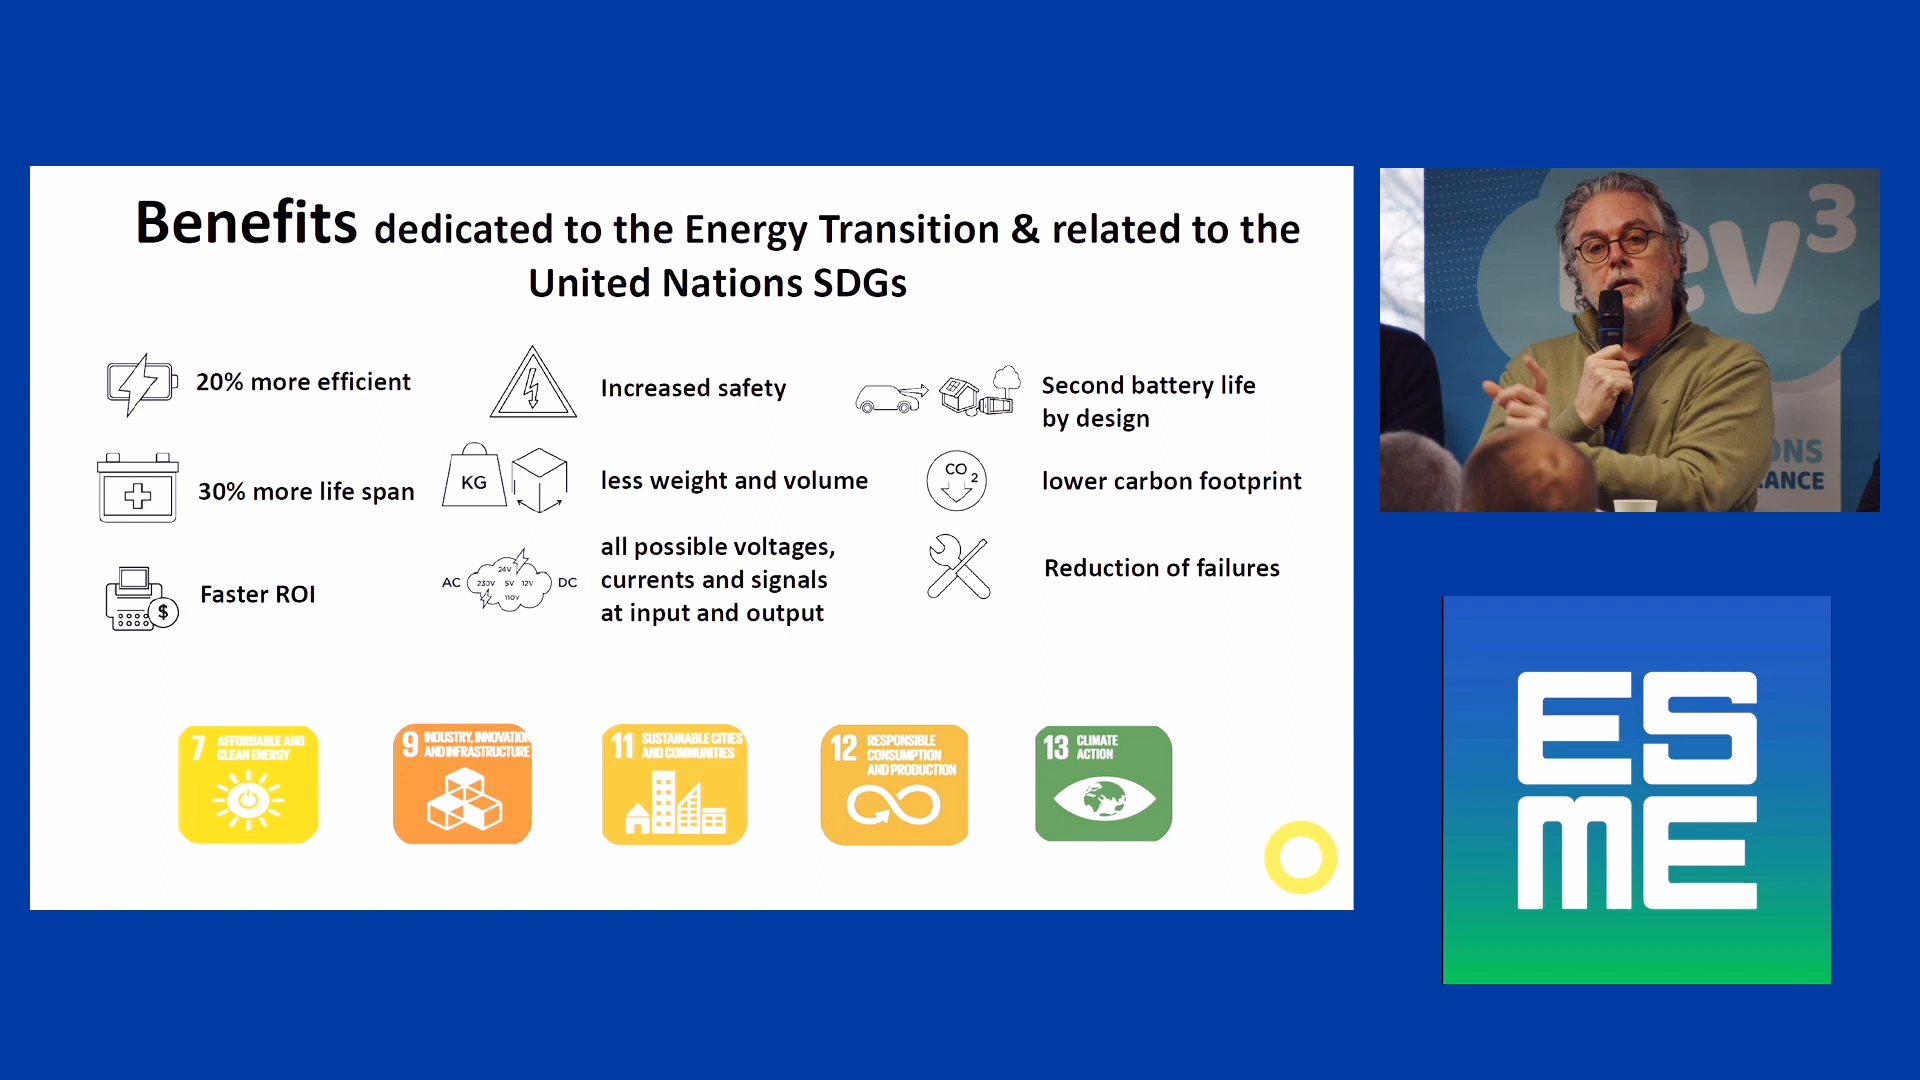 Benefits dedicated to the Energy Transition & related to the
United Nations SDGs
20% more efficient
Increased safety
Second battery life
by design
30% more life span
KG
less weight and volume
CO2
lower carbon footprint
$
Faster ROI
AC
24V
230V 5V 12V
110V
DC
all possible voltages,
currents and signals
at input and output
Reduction of failures
7 AFFORDABLE AND
CLEAN ENERGY
9 INDUSTRY, INNOVATION
AND INFRASTRUCTURE
11 SUSTAINABLE CITIES
AND COMMUNITIES
12 RESPONSIBLE
CONSUMPTION
AND PRODUCTION
13 CLIMATE
ACTION
ev3
ONS
ANCE
ES
ME